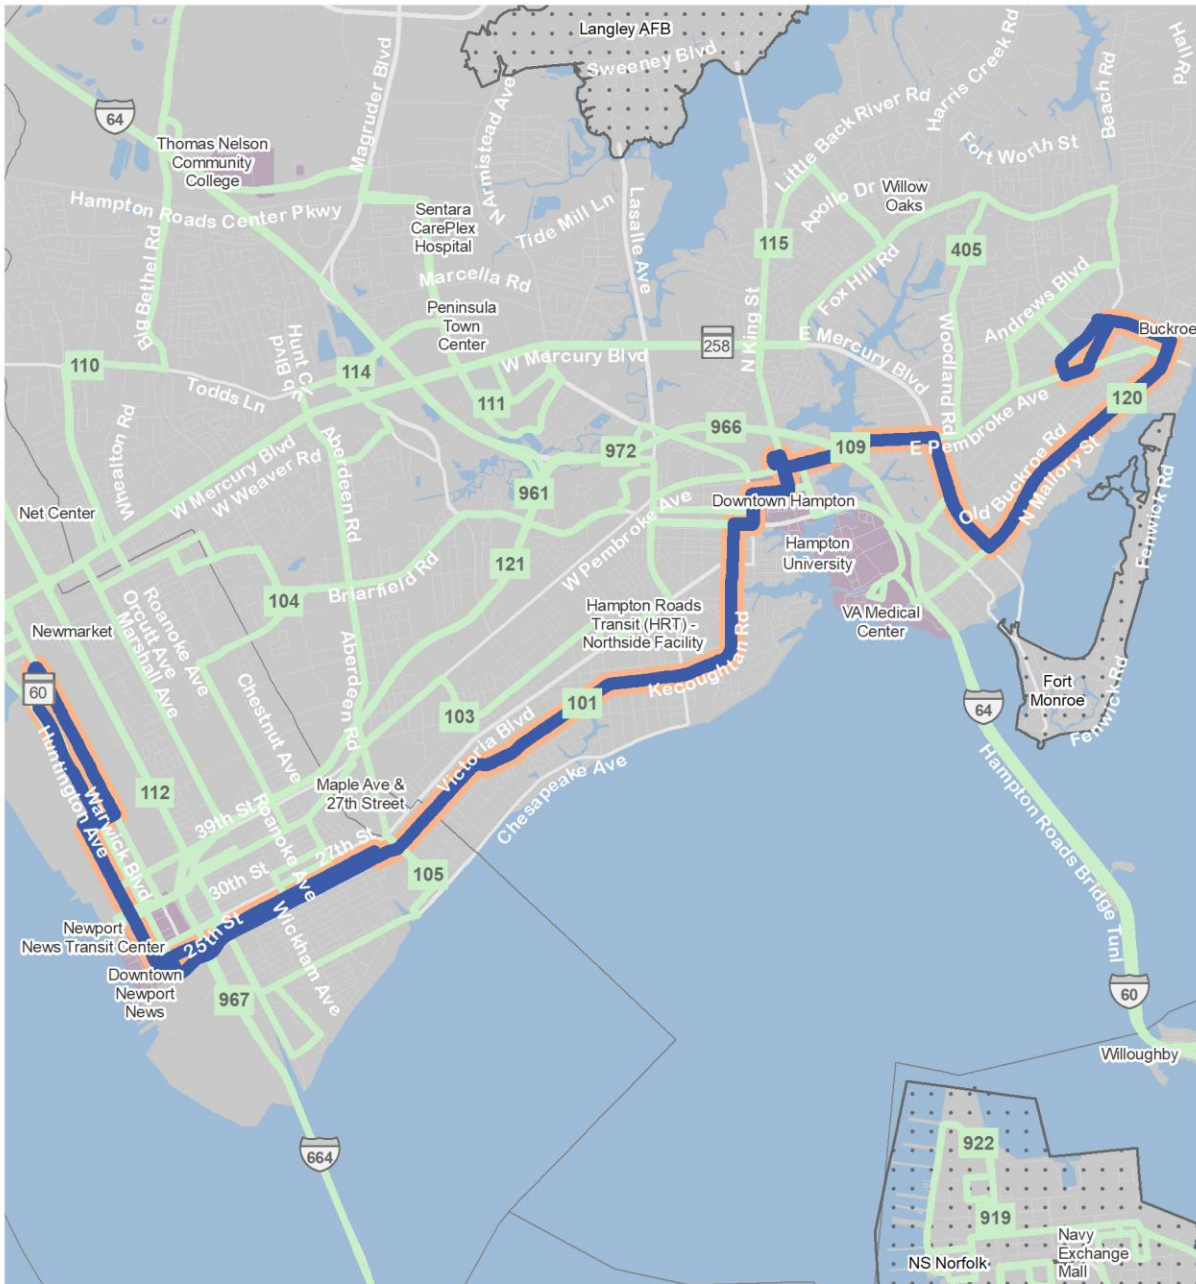 Langley AFB
Sweeney Blvd
Hall Rd
Harris Creek Rd
Beach Rd
Magruder Blvd
N Armistead Ave
Little Back River Rd
64
Thomas Nelson
Community
College
Fort Worth St
Apollo Dr
Willow
Oaks
Hampton Roads Center Pkwy
Sentara
CarePlex
Hospital
Tide Mill Ln
Lasalle Ave
115
405
Big Bethel Rd
Marcella Rd
Fox Hill Rd
Andrews Blvd
Peninsula
Town
Center
N King St
Woodland Rd
Buckroe
258
E Mercury Blvd
W Mercury Blvd
110
114
Todds Ln
111
120
Whealton Rd
Aberdeen Rd
966
109
E Pembroke Ave
972
W Mercury Blvd
W Weaver Rd
Old Buckroe Rd
N Mallory St
961
Downtown Hampton
Net Center
W Pembroke Ave
Fenwick Rd
Hampton
University
121
Briarfield Rd
104
Roanoke Ave
Orcutt Ave
Marshall Ave
Hampton Roads
Transit (HRT) -
Northside Facility
VA Medical
Center
Newmarket
Aberdeen Rd
Kecoughtan Rd
Fort
Monroe
60
Chestnut Ave
101
103
64
Fenwick Rd
Victoria Blvd
Huntington Ave
Warwick Blvd
Chesapeake Ave
Hampton Roads Bridge Tunl
Maple Ave &
27th Street
112
39th St
Roanoke Ave
27th St
30th St
105
Newport
News Transit Center
25th St
Wickham Ave
Downtown
Newport
News
967
60
Willoughby
664
922
919
NS Norfolk
Navy
Exchange
Mall